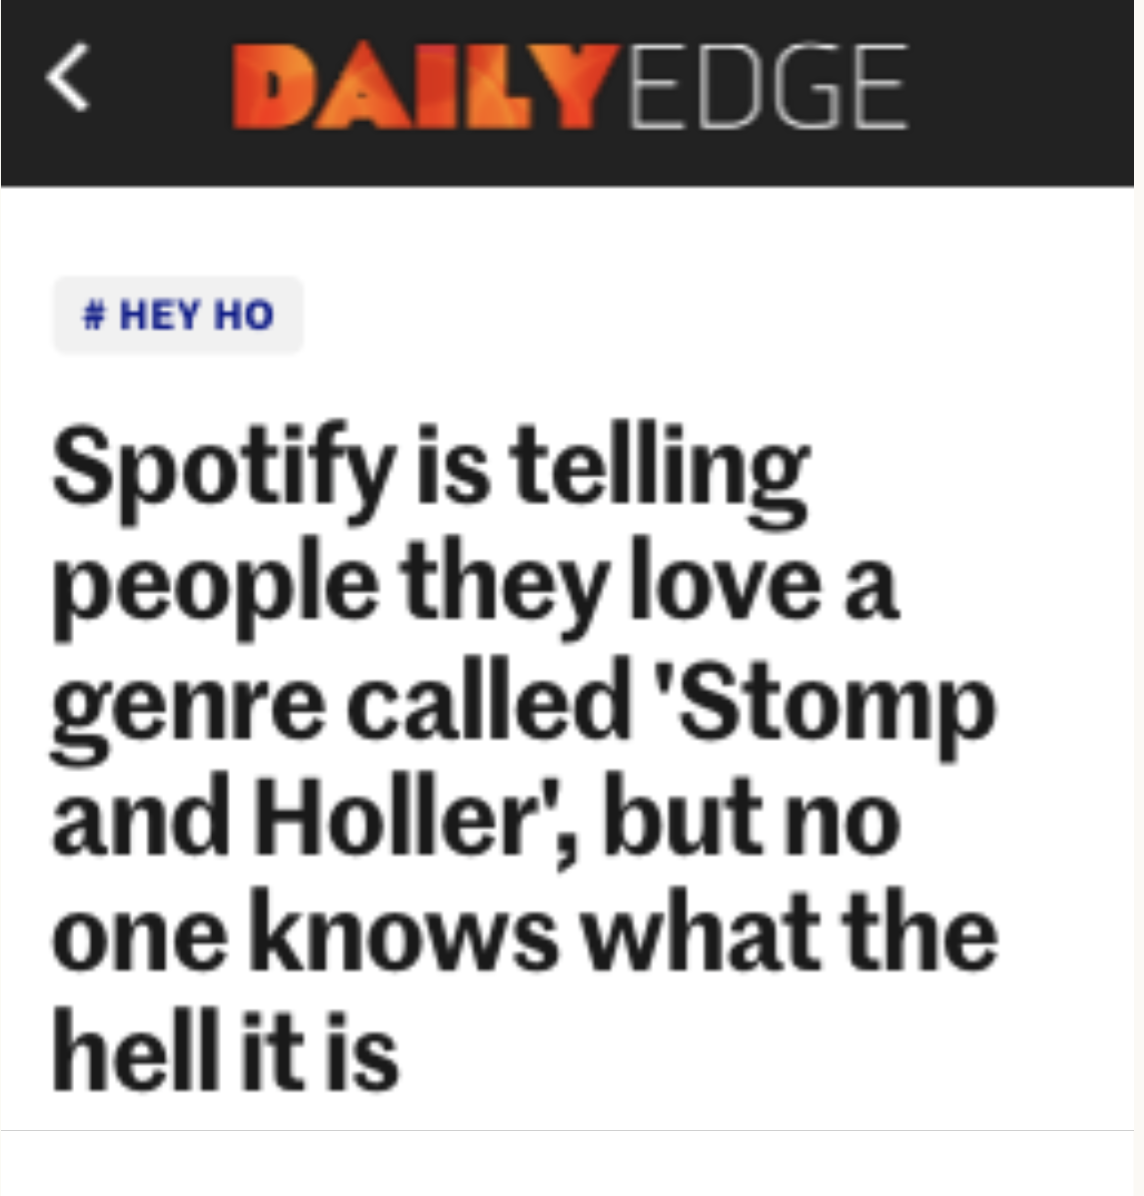 DAILYEDGE
# HEY HO
Spotify is telling
people they love a
genre called 'Stomp
and Holler', but no
one knows what the
hell it is